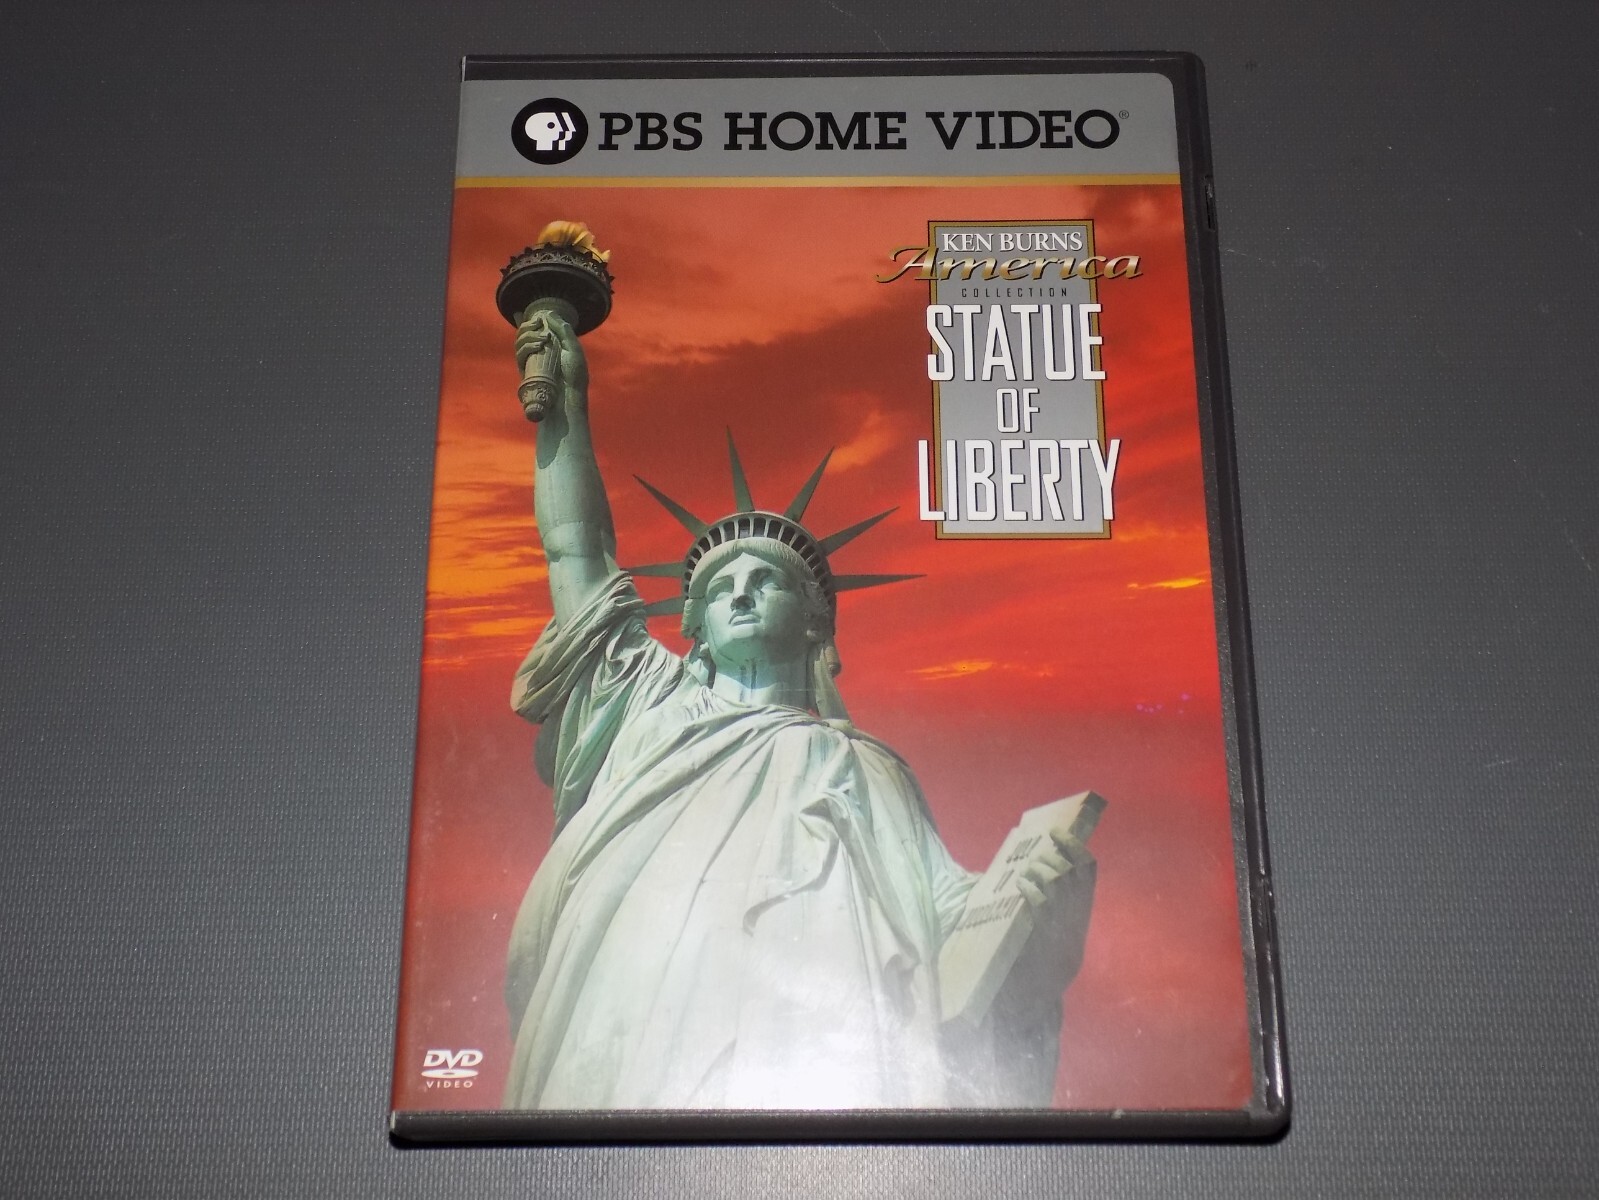 PBS HOME VIDEO®
KEN BURNS
America
COLLECTION
STATUE
OF
LIBERTY
DVD
VIDEO